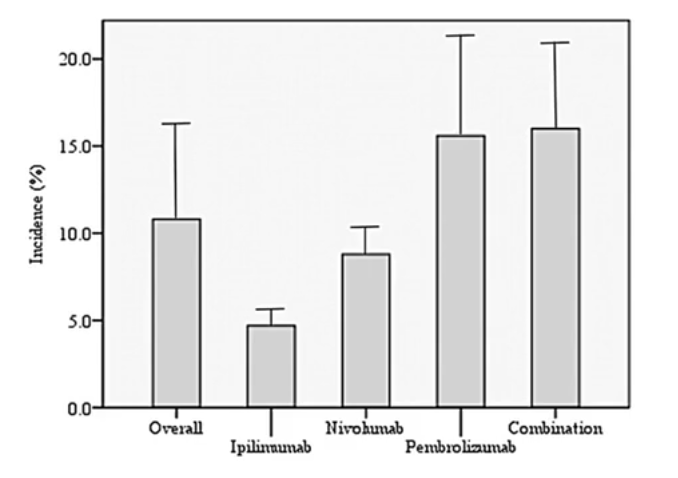 Incidence (%)
20.0
15.0
10.0
5.0
0.0
Overall
Ipilimumab
Nivolumab
Pembrolizumab
Combination